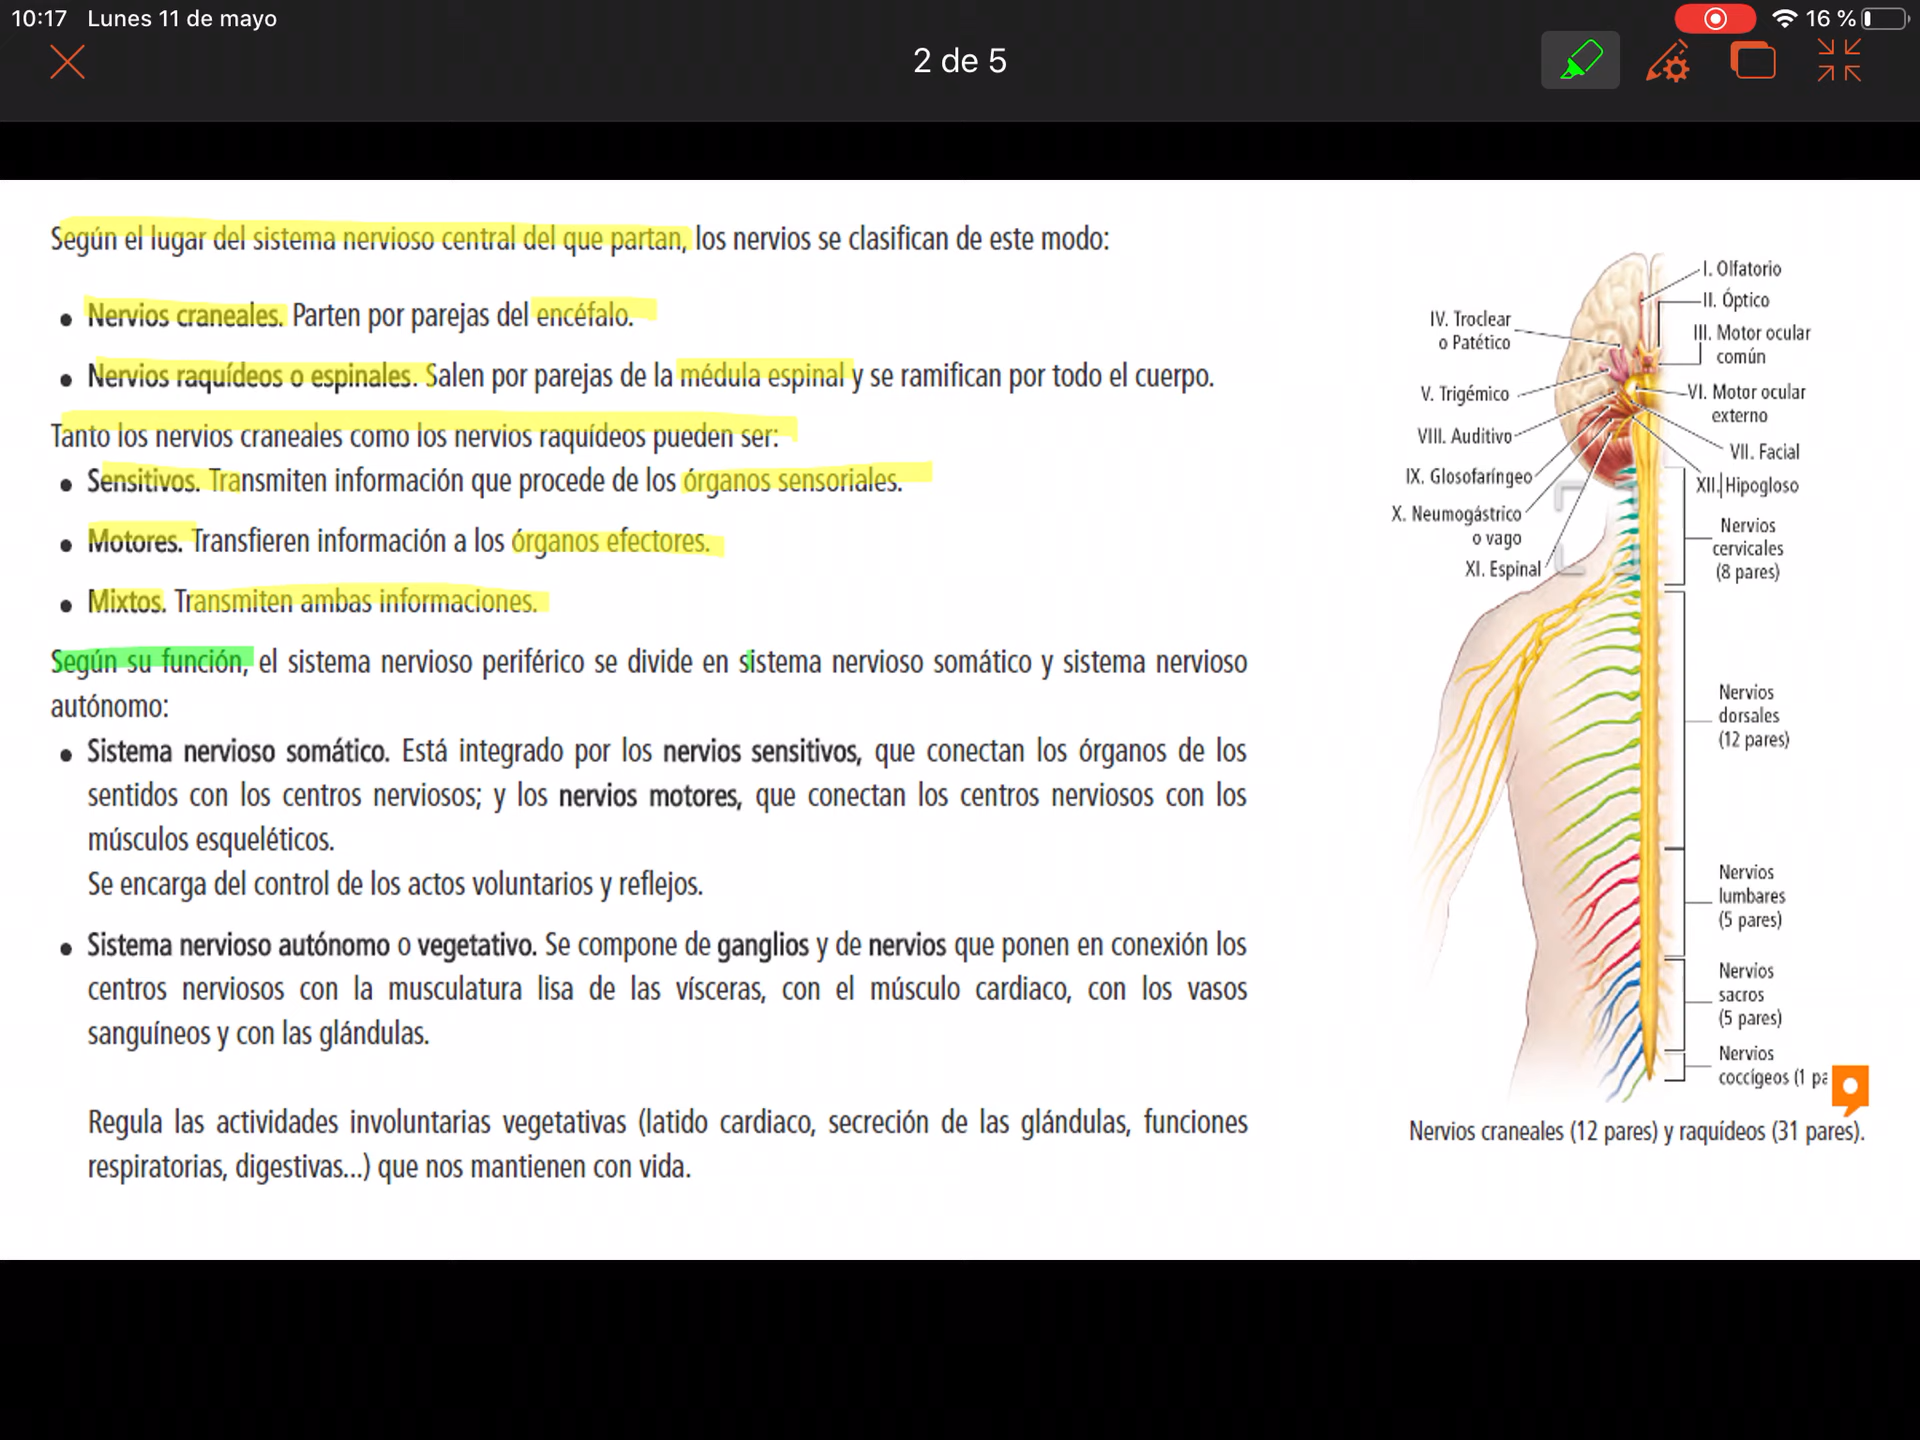 10:17 Lunes 11 de mayo
16 %
2 de 5
Según el lugar del sistema nervioso central del que partan, los nervios se clasifican de este modo:
● Nervios craneales. Parten por parejas del encéfalo.
● Nervios raquídeos o espinales. Salen por parejas de la médula espinal y se ramifican por todo el cuerpo.
Tanto los nervios craneales como los nervios raquídeos pueden ser:
● Sensitivos. Transmiten información que procede de los órganos sensoriales.
● Motores. Transfieren información a los órganos efectores.
● Mixtos. Transmiten ambas informaciones.
Según su función, el sistema nervioso periférico se divide en sistema nervioso somático y sistema nervioso
autónomo:
● Sistema nervioso somático. Está integrado por los nervios sensitivos, que conectan los órganos de los
sentidos con los centros nerviosos; y los nervios motores, que conectan los centros nerviosos con los
músculos esqueléticos.
Se encarga del control de los actos voluntarios y reflejos.
● Sistema nervioso autónomo o vegetativo. Se compone de ganglios y de nervios que ponen en conexión los
centros nerviosos con la musculatura lisa de las vísceras, con el músculo cardiaco, con los vasos
sanguíneos y con las glándulas.
Regula las actividades involuntarias vegetativas (latido cardiaco, secreción de las glándulas, funciones
respiratorias, digestivas...) que nos mantienen con vida.
I. Olfatorio
II. Óptico
III. Motor ocular
común
IV. Troclear
o Patético
V. Trigémico
VI. Motor ocular
externo
VIII. Auditivo
VII. Facial
IX. Glosofaríngeo
XII. Hipogloso
X. Neumogástrico
o vago
XI. Espinal
Nervios
cervicales
(8 pares)
Nervios
dorsales
(12 pares)
Nervios
lumbares
(5 pares)
Nervios
sacros
(5 pares)
Nervios
coccígeos (1 pa
Nervios craneales (12 pares) y raquídeos (31 pares).